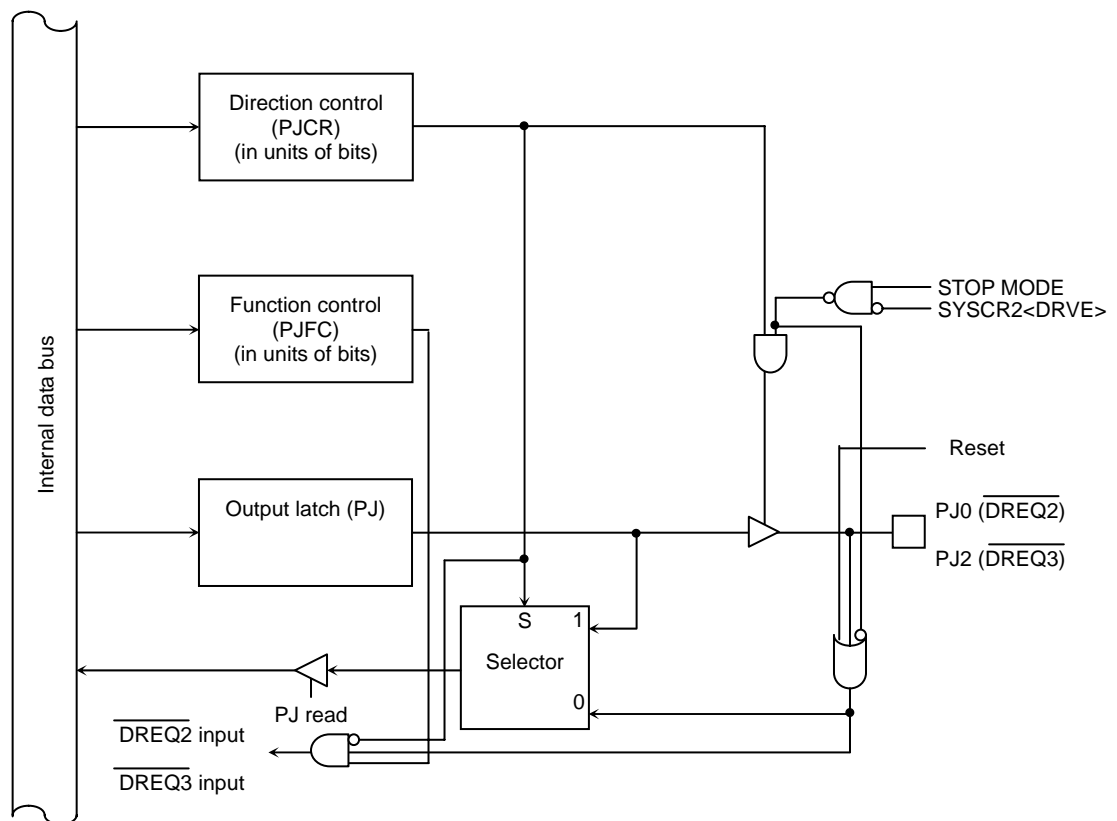 Internal data bus
Direction control
(PJCR)
(in units of bits)
Function control
(PJFC)
(in units of bits)
STOP MODE
SYSCR2<DRVE>
Reset
Output latch (PJ)
PJ0 (DREQ2)
PJ2 (DREQ3)
S
1
Selector
0
PJ read
DREQ2 input
DREQ3 input